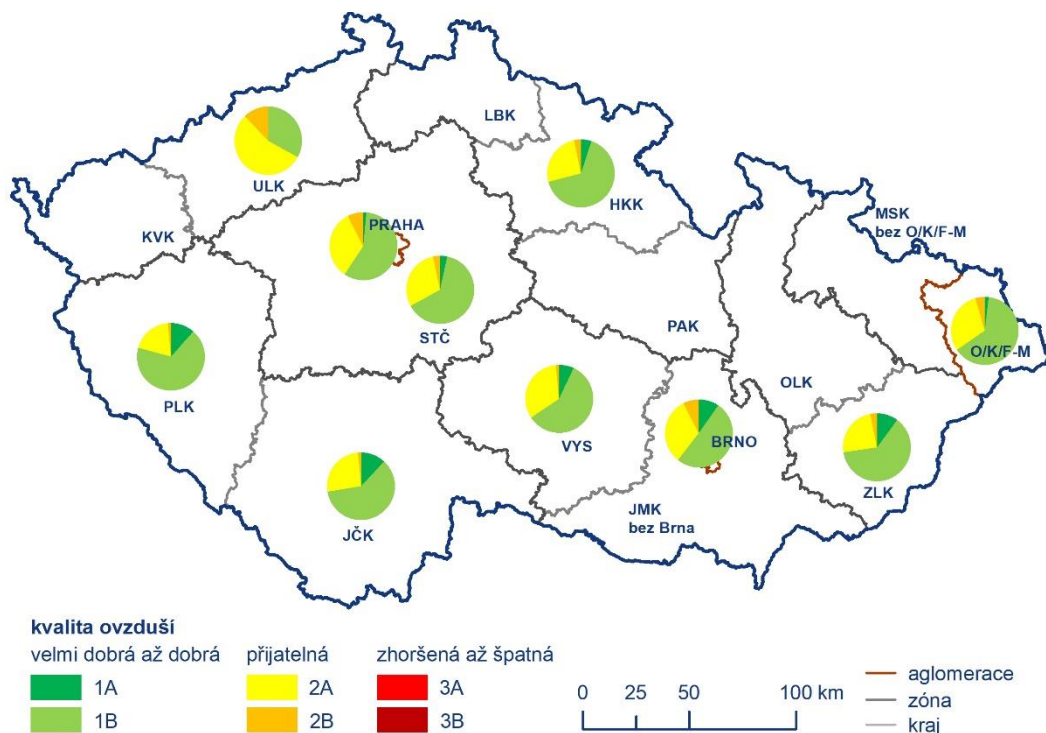 LBK
ULK
HKK
MSK
bez O/K/F-M
PRAHA
KVK
STČ
PAK
O/K/F-M
OLK
PLK
VYS
BRNO
ZLK
JČK
JMK
bez Brna
kvalita ovzduší
velmi dobrá až dobrá
1A
1B
přijatelná
2A
2B
zhoršená až špatná
3A
3B
0 25 50 100 km
aglomerace
zóna
kraj